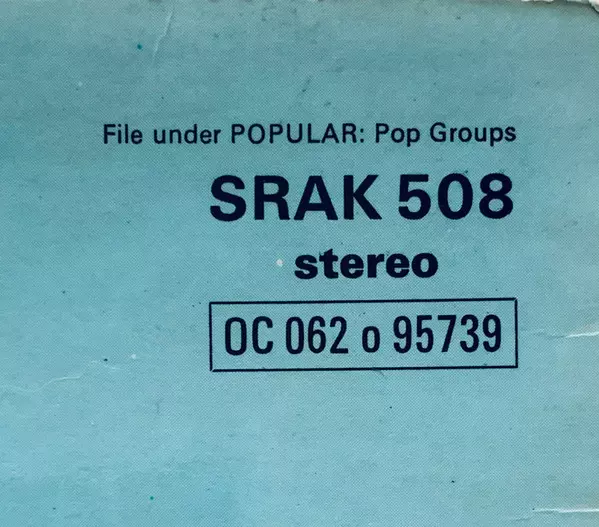 File under POPULAR: Pop Groups
SRAK 508
stereo
OC 062 o 95739